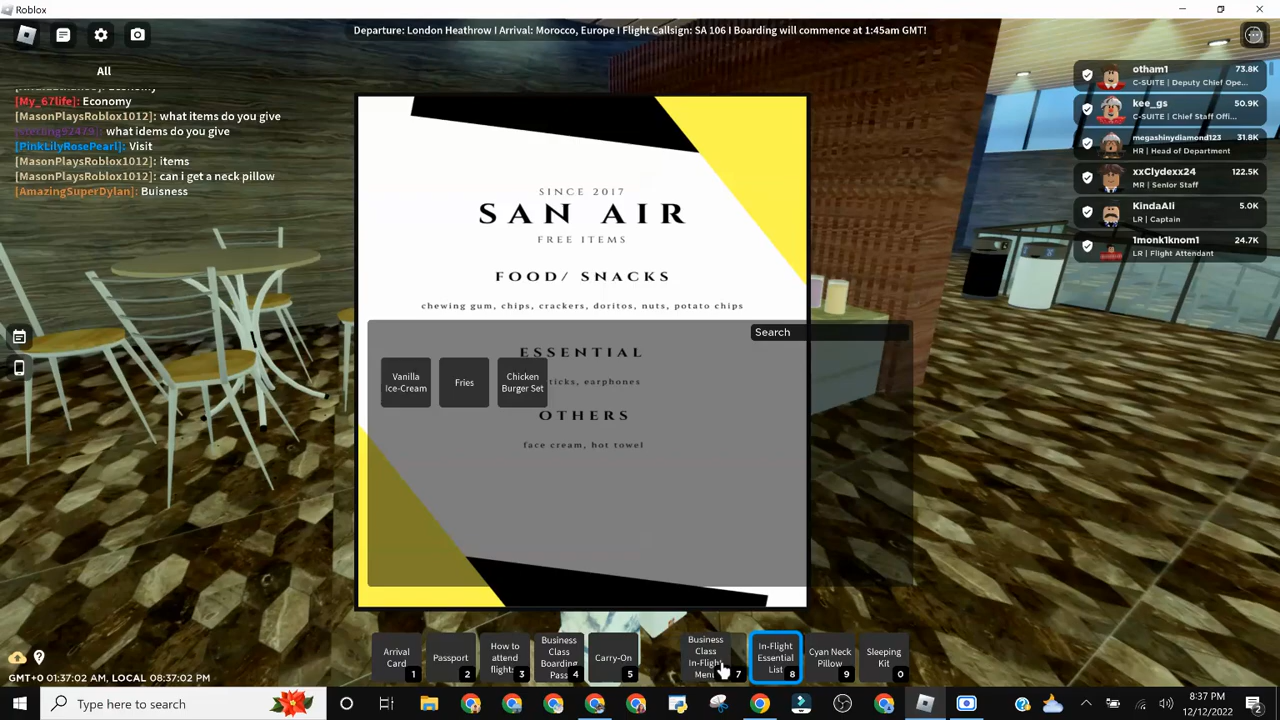 Roblox
Departure: London Heathrow I Arrival: Morocco, Europe I Flight Callsign: SA 106 I Boarding will commence at 1:45am GMT!
All
Economy
[My_67life]: Economy
[MasonPlaysRoblox1012]: what items do you give
what idems do you give
[PinkLilyRosePearl]: Visit
[MasonPlaysRoblox1012]: items
[MasonPlaysRoblox1012]: can i get a neck pillow
[AmazingSuperDylan]: Buisness
otham1 73.8K
C-SUITE | Deputy Chief Ope...
kee_gs 50.9K
C-SUITE | Chief Staff Offi...
megashinydiamond123 31.8K
HR | Head of Department
xxClydexx24 122.5K
MR | Senior Staff
KindaAli 5.0K
LR | Captain
1monk1knom1 24.7K
LR | Flight Attendant
SINCE 2017
SAN AIR
FREE ITEMS
FOOD/ SNACKS
chewing gum, chips, crackers, doritos, nuts, potato chips
Search
ESSENTIAL
ticks, earphones
Vanilla
Ice-Cream
Fries
Chicken
Burger Set
OTHERS
face cream, hot towel
Arrival
Card
1
Passport
2
How to
attend
flight
3
Business
Class
Boarding
Pass
4
Carry-On
5
Business
Class
In-Flight
Menu
7
In-Flight
Essential
List
8
Cyan Neck
Pillow
9
Sleeping
Kit
0
GMT+0 01:37:02 AM, LOCAL 08:37:02 PM
Type here to search
8:37 PM
12/12/2022
2